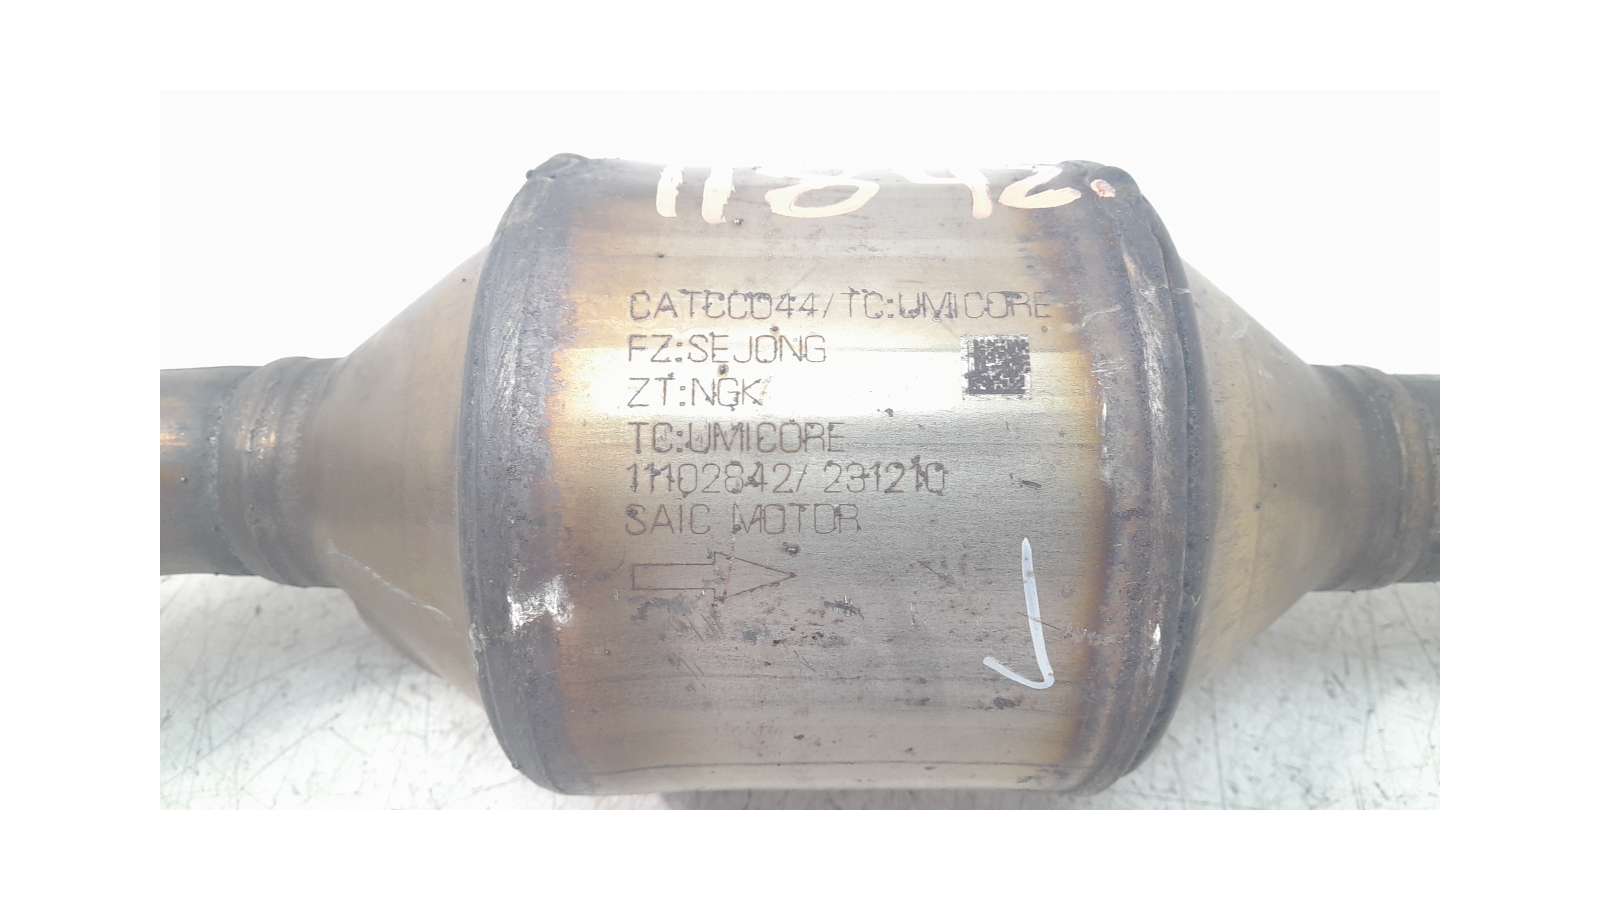 11842.
CATCC044/TC:UMICORE
FZ:SEJONG
ZT:NGK
TC:UMICORE
11102842/231210
SAIC MOTOR